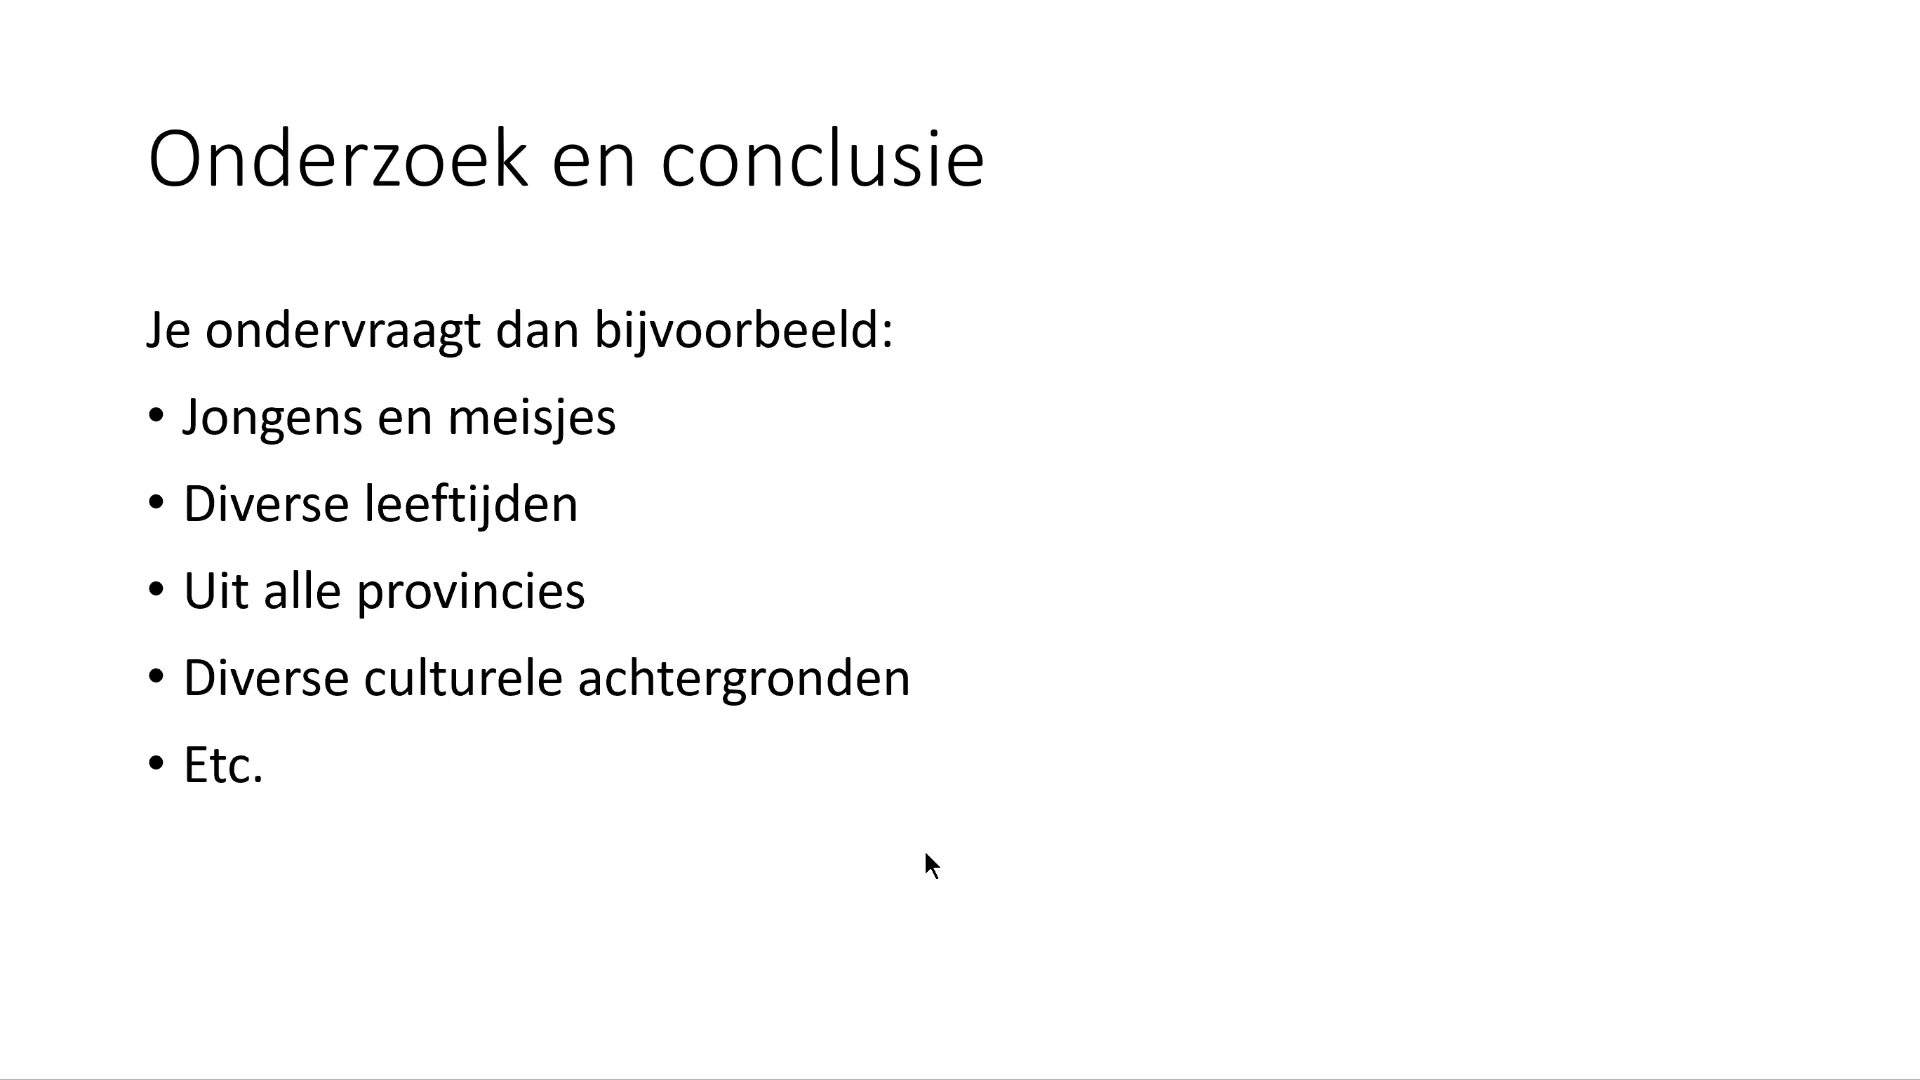 Onderzoek en conclusie
Je ondervraagt dan bijvoorbeeld:
• Jongens en meisjes
• Diverse leeftijden
• Uit alle provincies
• Diverse culturele achtergronden
• Etc.